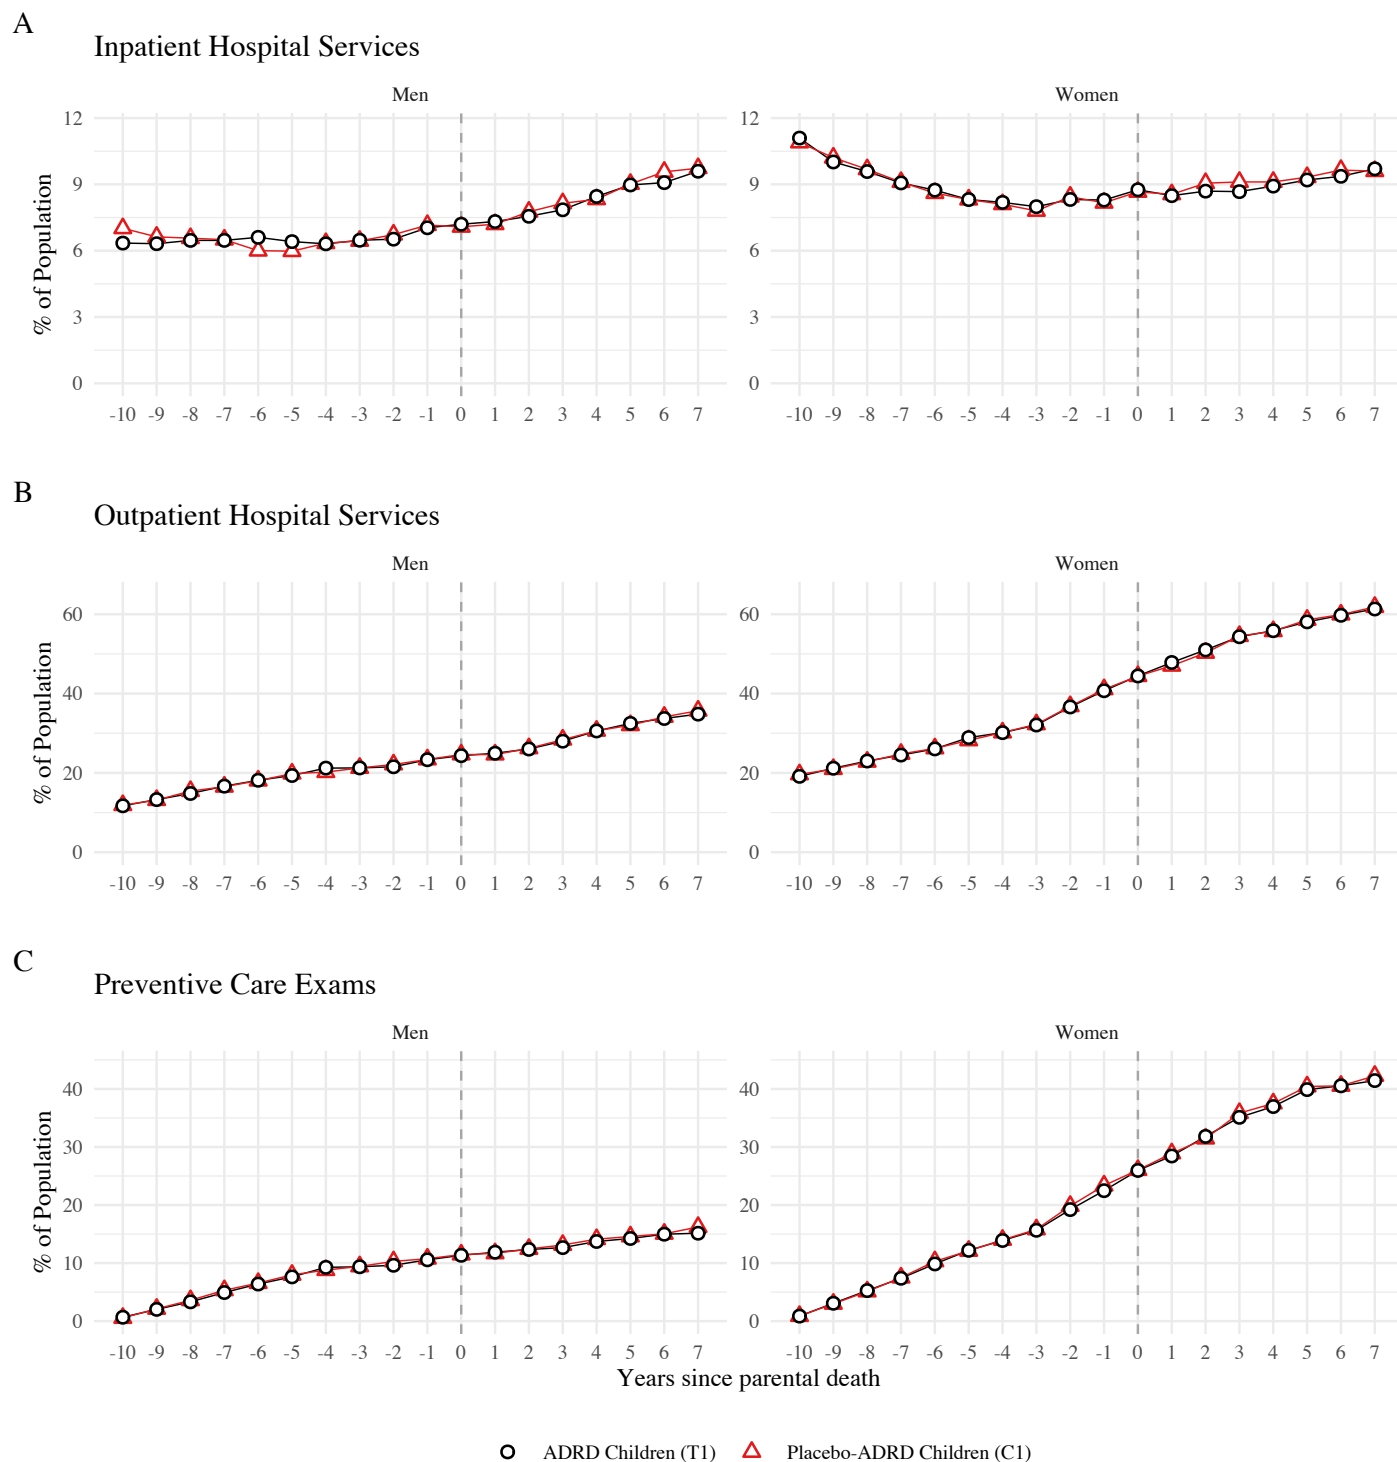 A
Inpatient Hospital Services
Men
Women
% of Population
12
9
6
3
0
12
9
6
3
0
-10 -9 -8 -7 -6 -5 -4 -3 -2 -1 0 1 2 3 4 5 6 7
-10 -9 -8 -7 -6 -5 -4 -3 -2 -1 0 1 2 3 4 5 6 7
B
Outpatient Hospital Services
Men
Women
% of Population
60
40
20
0
60
40
20
0
-10 -9 -8 -7 -6 -5 -4 -3 -2 -1 0 1 2 3 4 5 6 7
-10 -9 -8 -7 -6 -5 -4 -3 -2 -1 0 1 2 3 4 5 6 7
C
Preventive Care Exams
Men
Women
% of Population
40
30
20
10
0
40
30
20
10
0
-10 -9 -8 -7 -6 -5 -4 -3 -2 -1 0 1 2 3 4 5 6 7
-10 -9 -8 -7 -6 -5 -4 -3 -2 -1 0 1 2 3 4 5 6 7
Years since parental death
ADRD Children (T1)
Placebo-ADRD Children (C1)